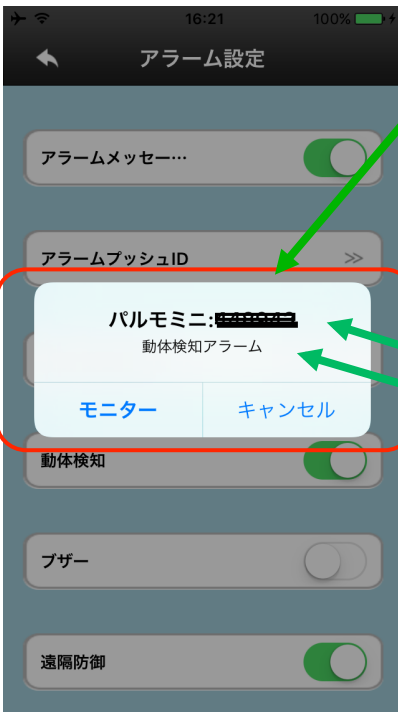 16:21
100%
アラーム設定
アラームメッセー…
アラームプッシュID
パルモミニ:
動体検知アラーム
モニター
キャンセル
動体検知
ブザー
遠隔防御